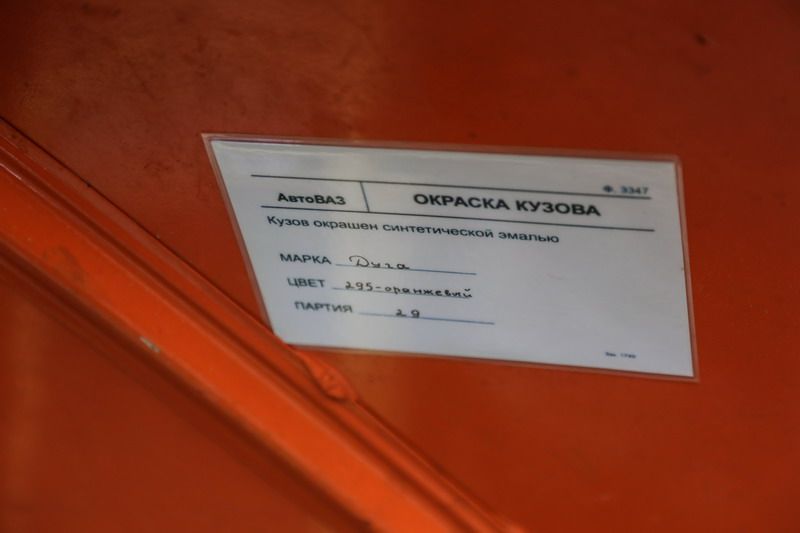 Ф. 3347
АвтоВАЗ ОКРАСКА КУЗОВА
Кузов окрашен синтетической эмалью
МАРКА Дуга
ЦВЕТ 295-оранжевый
ПАРТИЯ 29